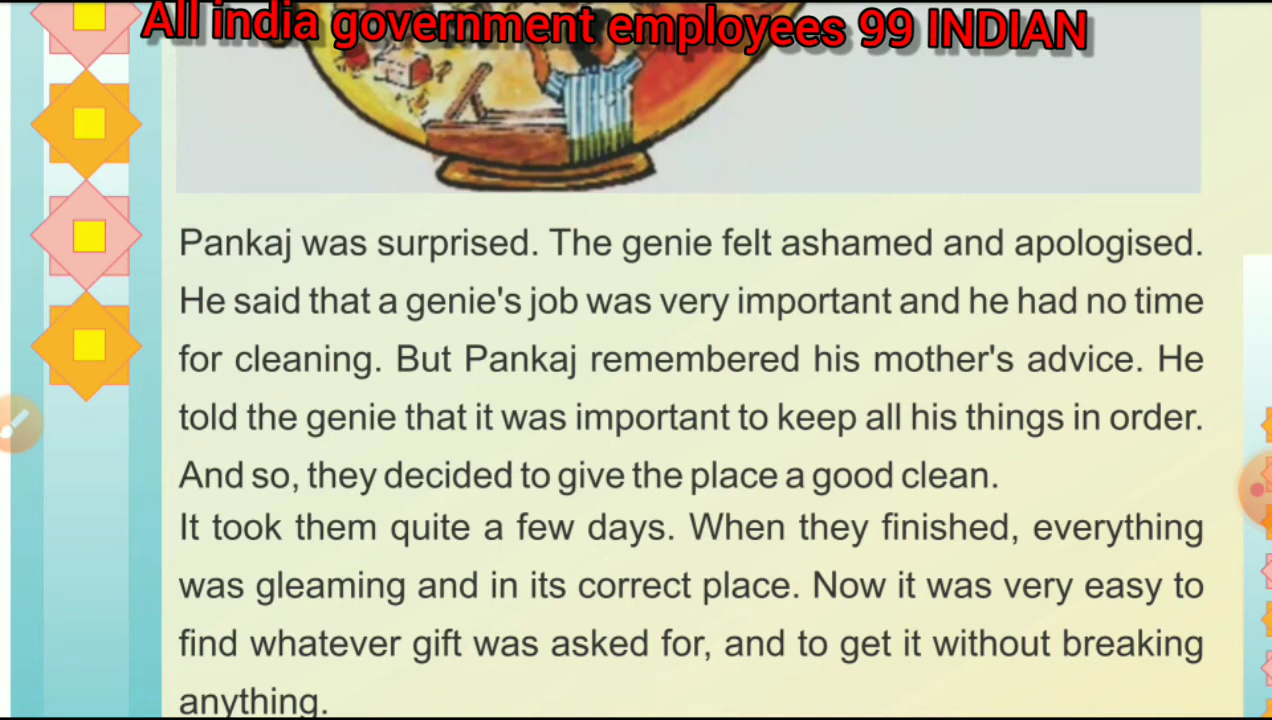 All india government employees 99 INDIAN
Pankaj was surprised. The genie felt ashamed and apologised.
He said that a genie's job was very important and he had no time
for cleaning. But Pankaj remembered his mother's advice. He
told the genie that it was important to keep all his things in order.
And so, they decided to give the place a good clean.
It took them quite a few days. When they finished, everything
was gleaming and in its correct place. Now it was very easy to
find whatever gift was asked for, and to get it without breaking
anything.